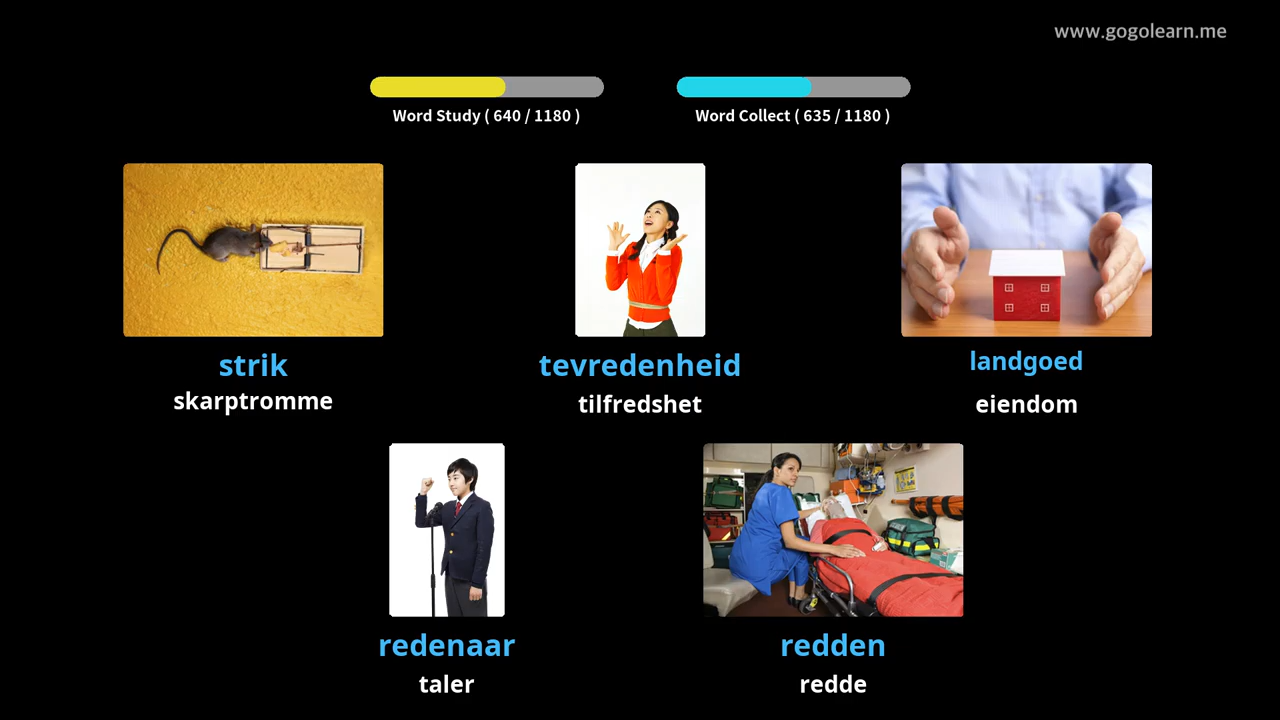 www.gogolearn.me
Word Study ( 640 / 1180 )
Word Collect ( 635 / 1180 )
strik
skarptromme
tevredenheid
tilfredshet
landgoed
eiendom
redenaar
taler
redden
redde